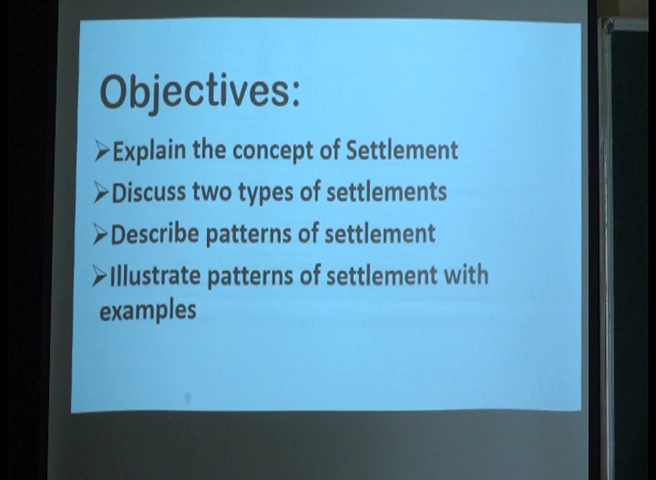 Objectives:
➢Explain the concept of Settlement
➢Discuss two types of settlements
➢Describe patterns of settlement
➢Illustrate patterns of settlement with
examples